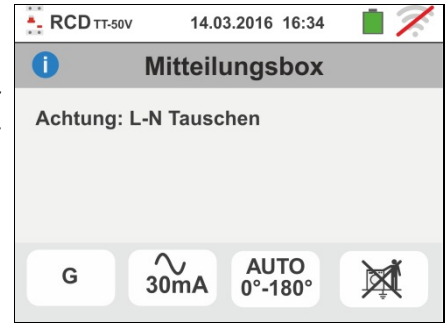 RCD TT-50V 14.03.2016 16:34
i Mitteilungsbox
Achtung: L-N Tauschen
G 30mA AUTO
0°-180°